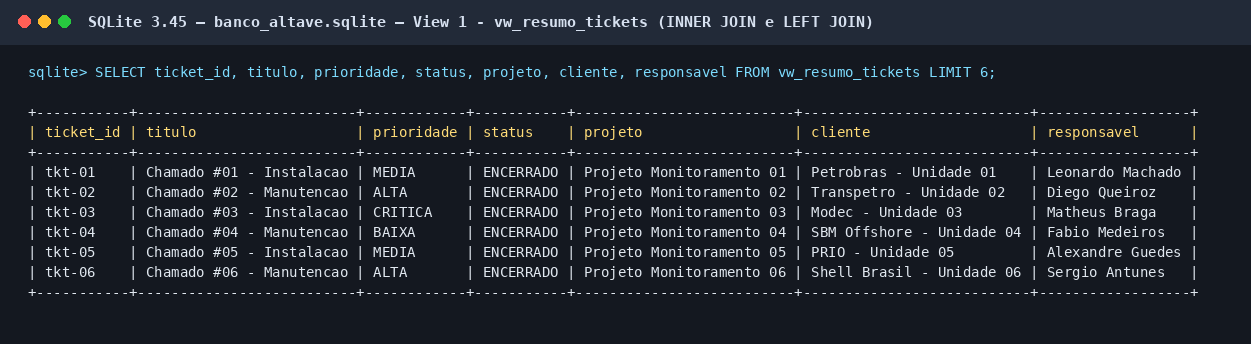 SQLite 3.45 — banco_altave.sqlite — View 1 - vw_resumo_tickets (INNER JOIN e LEFT JOIN)
sqlite> SELECT ticket_id, titulo, prioridade, status, projeto, cliente, responsavel FROM vw_resumo_tickets LIMIT 6;
+-----------+--------------------------+------------+-----------+--------------------------+---------------------------+------------------+
| ticket_id | titulo                   | prioridade | status    | projeto                  | cliente                   | responsavel      |
+-----------+--------------------------+------------+-----------+--------------------------+---------------------------+------------------+
| tkt-01    | Chamado #01 - Instalacao | MEDIA      | ENCERRADO | Projeto Monitoramento 01 | Petrobras - Unidade 01    | Leonardo Machado |
| tkt-02    | Chamado #02 - Manutencao | ALTA       | ENCERRADO | Projeto Monitoramento 02 | Transpetro - Unidade 02   | Diego Queiroz    |
| tkt-03    | Chamado #03 - Instalacao | CRITICA    | ENCERRADO | Projeto Monitoramento 03 | Modec - Unidade 03        | Matheus Braga    |
| tkt-04    | Chamado #04 - Manutencao | BAIXA      | ENCERRADO | Projeto Monitoramento 04 | SBM Offshore - Unidade 04 | Fabio Medeiros   |
| tkt-05    | Chamado #05 - Instalacao | MEDIA      | ENCERRADO | Projeto Monitoramento 05 | PRIO - Unidade 05         | Alexandre Guedes |
| tkt-06    | Chamado #06 - Manutencao | ALTA       | ENCERRADO | Projeto Monitoramento 06 | Shell Brasil - Unidade 06 | Sergio Antunes   |
+-----------+--------------------------+------------+-----------+--------------------------+---------------------------+------------------+